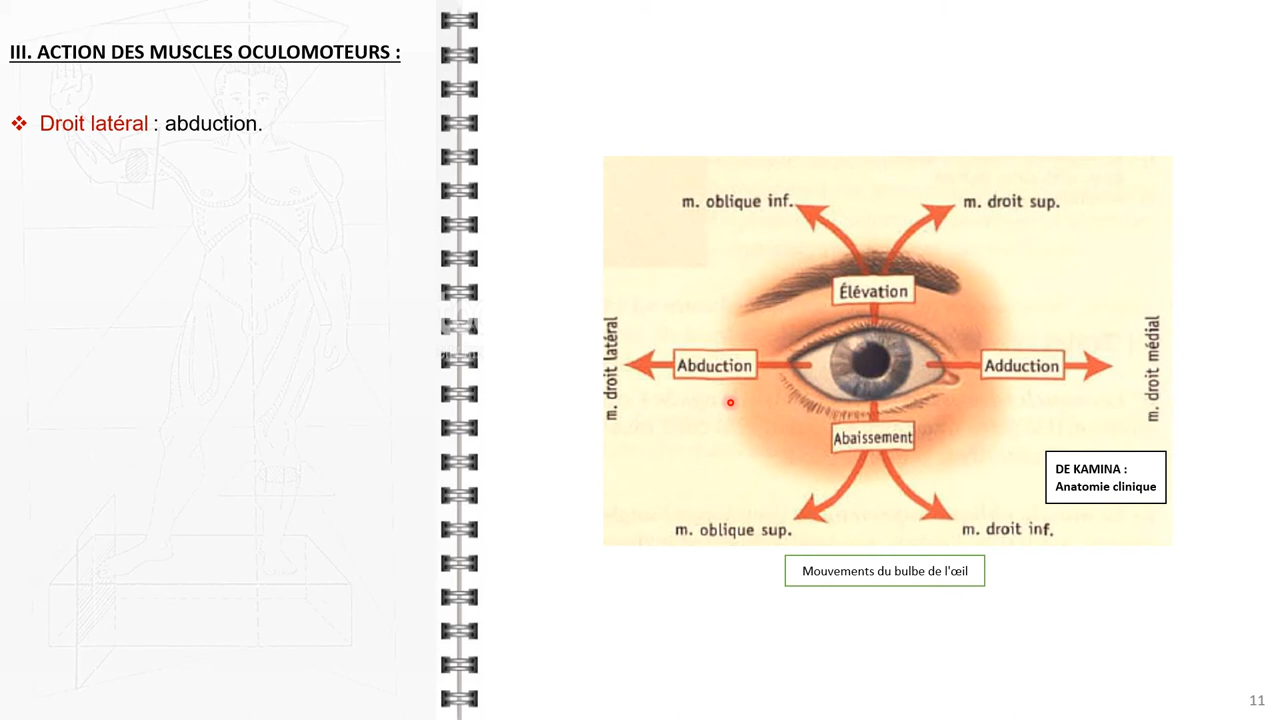 III. ACTION DES MUSCLES OCULOMOTEURS :
❖ Droit latéral : abduction.
m. oblique inf.
m. droit sup.
Élévation
m. droit latéral
Abduction
Adduction
m. droit médial
Abaissement
DE KAMINA :
Anatomie clinique
m. oblique sup.
m. droit inf.
Mouvements du bulbe de l'œil
11